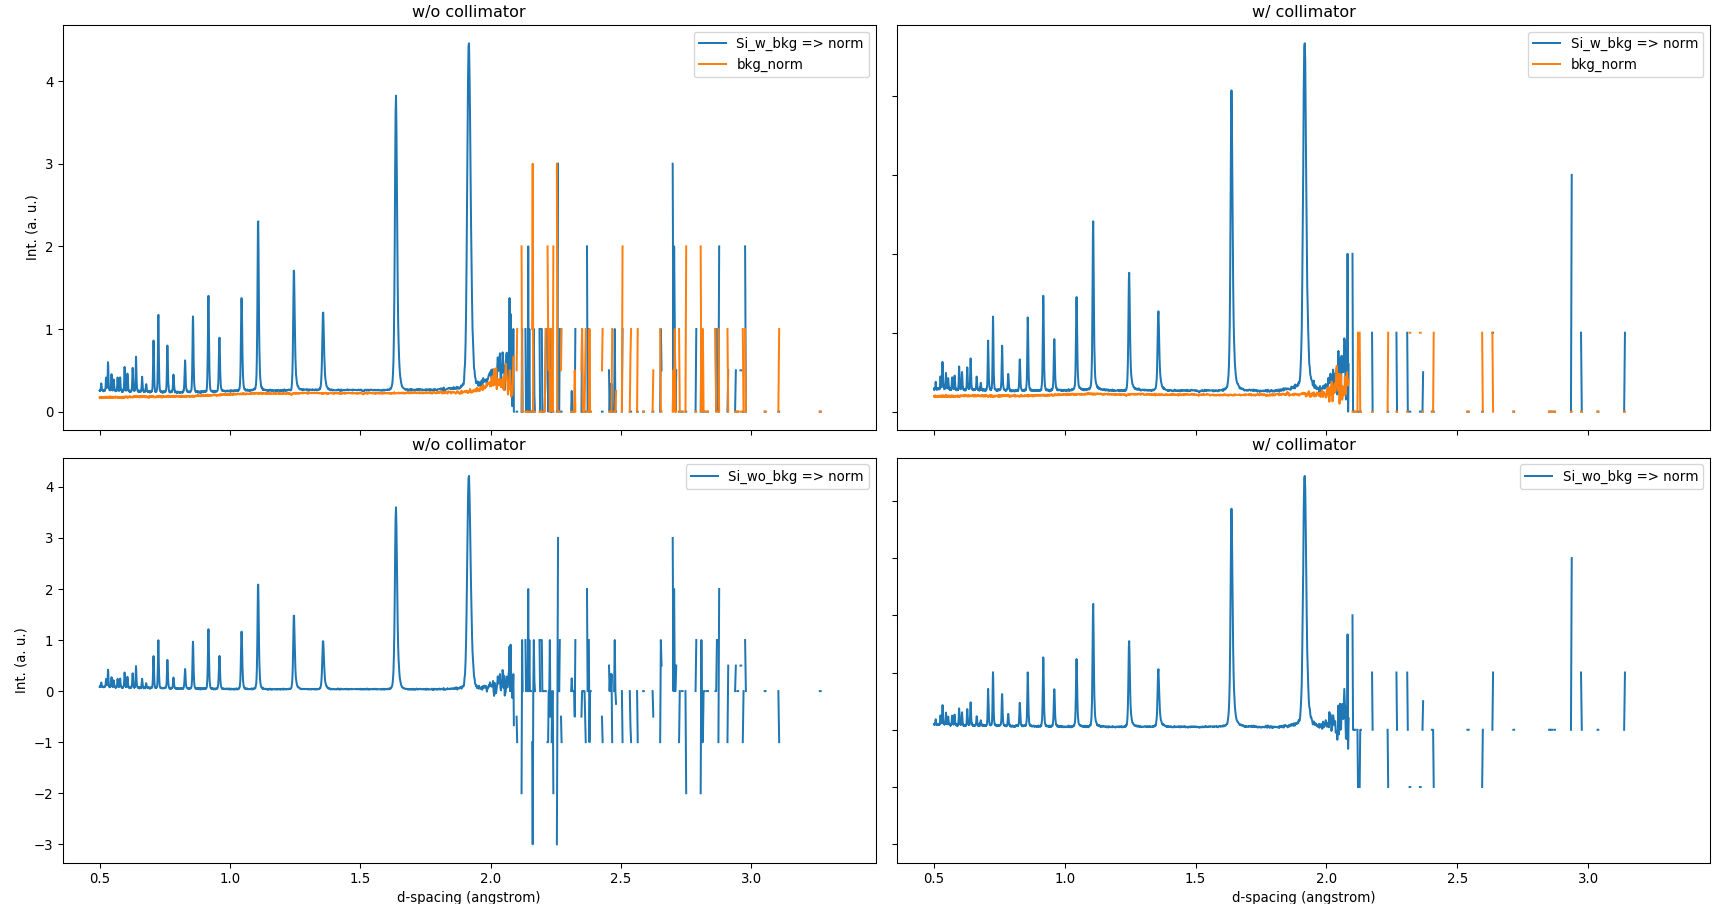 w/o collimator
Si_w_bkg => norm
bkg_norm
4
3
2
1
0
Int. (a. u.)
w/ collimator
Si_w_bkg => norm
bkg_norm
w/o collimator
Si_wo_bkg => norm
4
3
2
1
0
−1
−2
−3
Int. (a. u.)
0.5 1.0 1.5 2.0 2.5 3.0
d-spacing (angstrom)
w/ collimator
Si_wo_bkg => norm
0.5 1.0 1.5 2.0 2.5 3.0
d-spacing (angstrom)